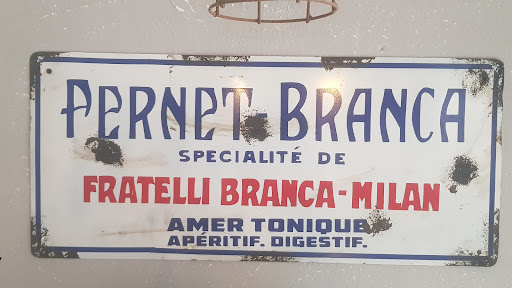 FERNET-BRANCA
SPECIALITÉ DE
FRATELLI BRANCA-MILAN
AMER TONIQUE
APÉRITIF. DIGESTIF.